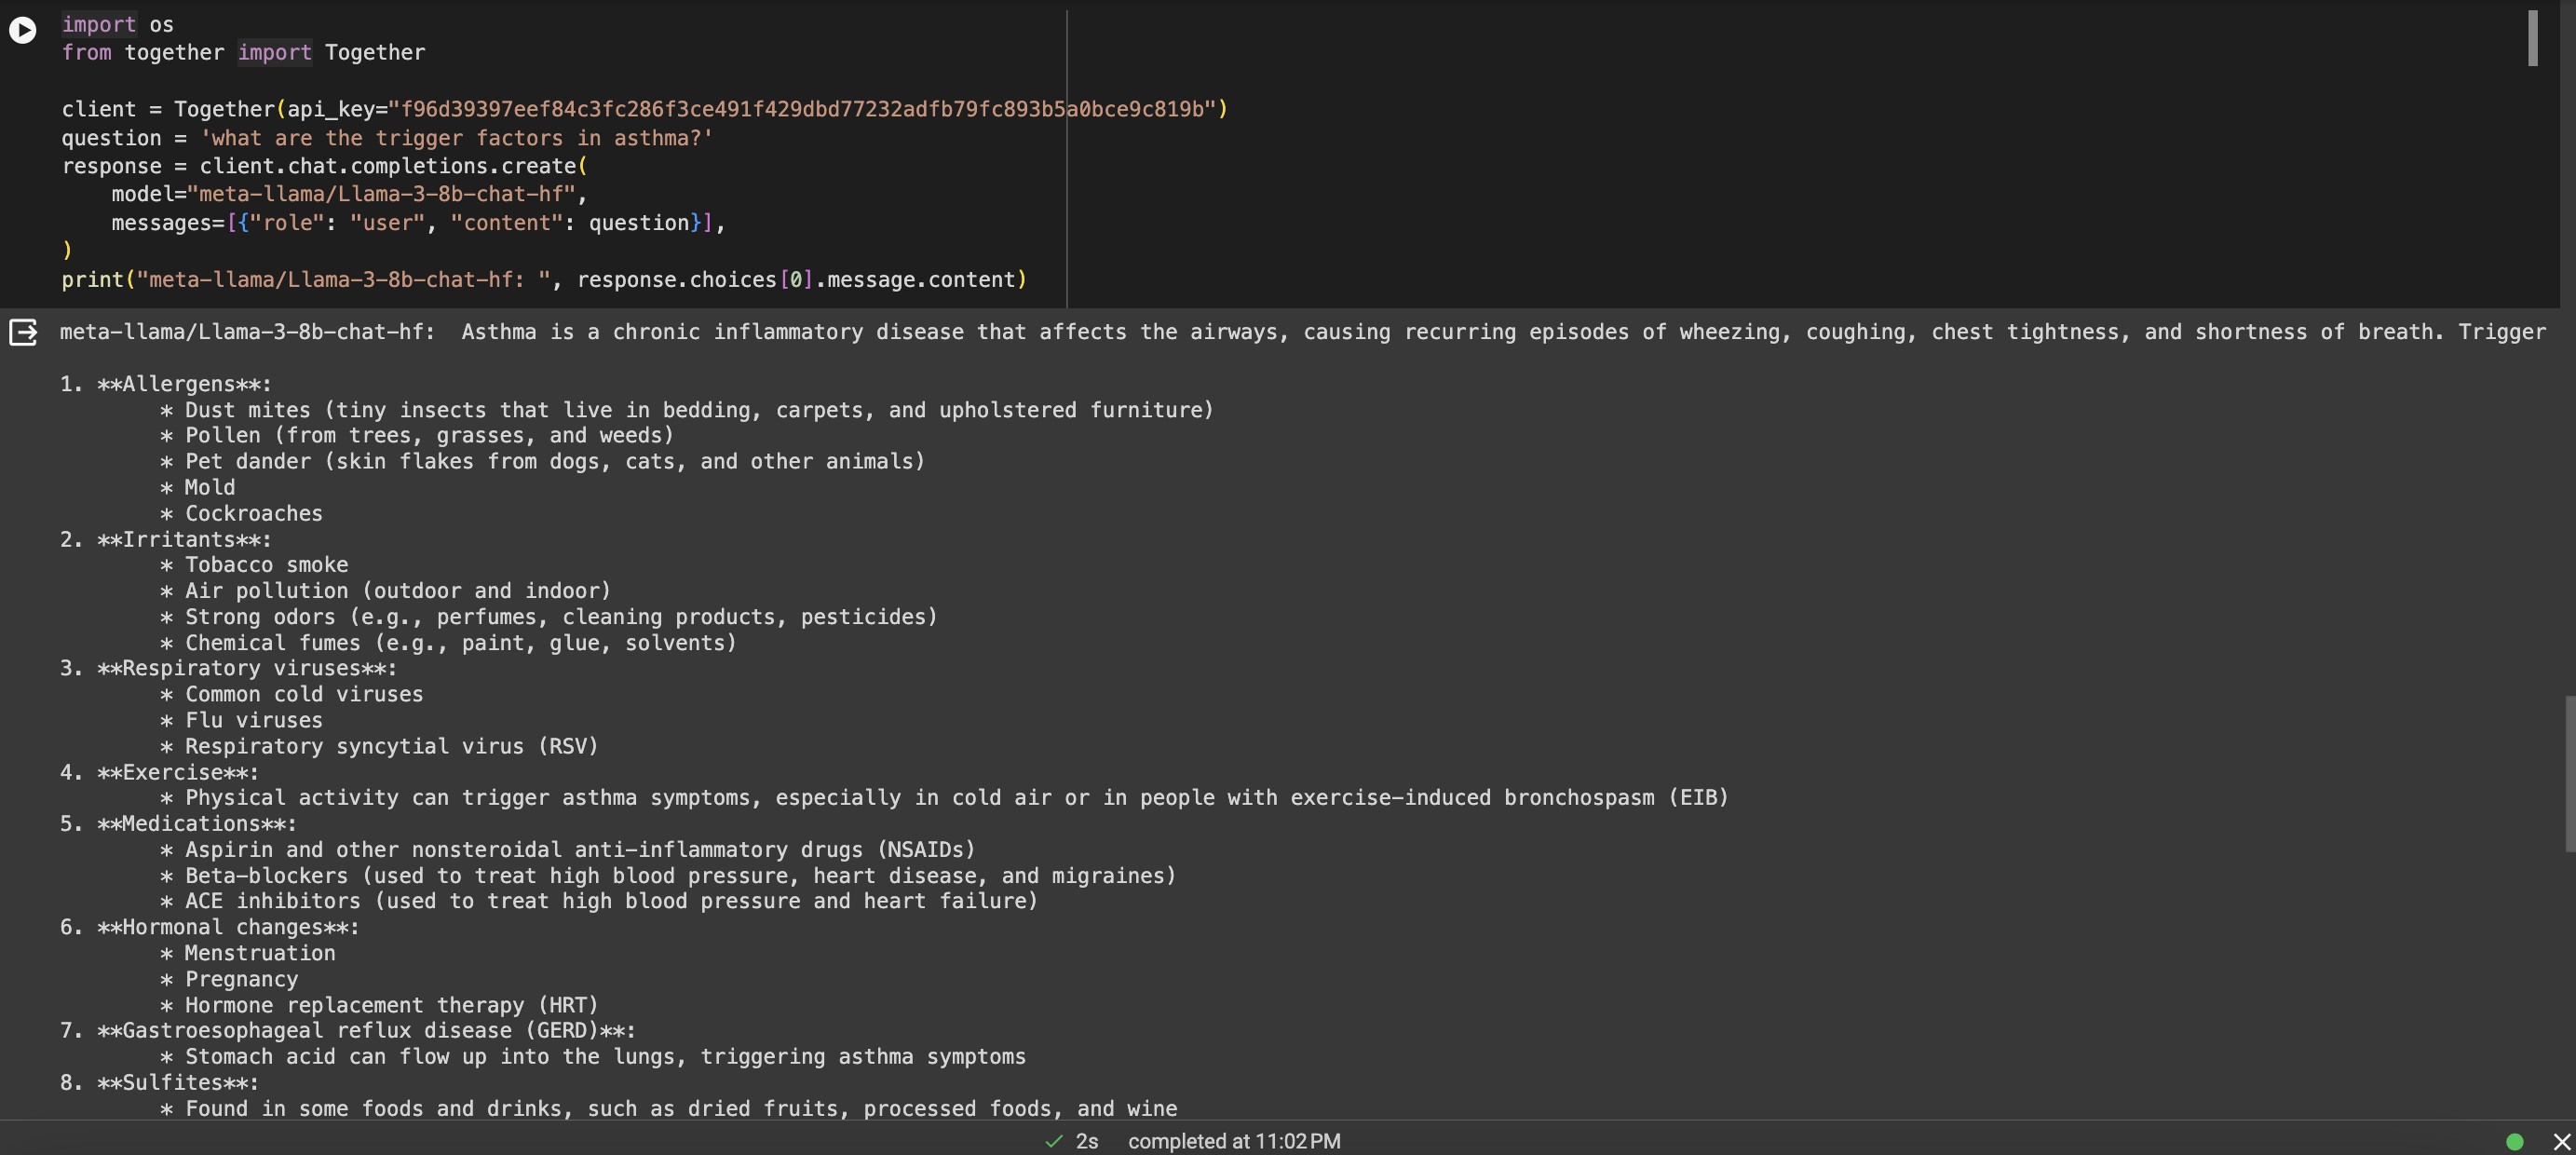 import os
from together import Together
client = Together(api_key="f96d39397eef84c3fc286f3ce491f429dbd77232adfb79fc893b5a0bce9c819b")
question = 'what are the trigger factors in asthma?'
response = client.chat.completions.create(
    model="meta-llama/Llama-3-8b-chat-hf",
    messages=[{"role": "user", "content": question}],
)
print("meta-llama/Llama-3-8b-chat-hf: ", response.choices[0].message.content)
meta-llama/Llama-3-8b-chat-hf:  Asthma is a chronic inflammatory disease that affects the airways, causing recurring episodes of wheezing, coughing, chest tightness, and shortness of breath. Trigger
1. **Allergens**:
        * Dust mites (tiny insects that live in bedding, carpets, and upholstered furniture)
        * Pollen (from trees, grasses, and weeds)
        * Pet dander (skin flakes from dogs, cats, and other animals)
        * Mold
        * Cockroaches
2. **Irritants**:
        * Tobacco smoke
        * Air pollution (outdoor and indoor)
        * Strong odors (e.g., perfumes, cleaning products, pesticides)
        * Chemical fumes (e.g., paint, glue, solvents)
3. **Respiratory viruses**:
        * Common cold viruses
        * Flu viruses
        * Respiratory syncytial virus (RSV)
4. **Exercise**:
        * Physical activity can trigger asthma symptoms, especially in cold air or in people with exercise-induced bronchospasm (EIB)
5. **Medications**:
        * Aspirin and other nonsteroidal anti-inflammatory drugs (NSAIDs)
        * Beta-blockers (used to treat high blood pressure, heart disease, and migraines)
        * ACE inhibitors (used to treat high blood pressure and heart failure)
6. **Hormonal changes**:
        * Menstruation
        * Pregnancy
        * Hormone replacement therapy (HRT)
7. **Gastroesophageal reflux disease (GERD)**:
        * Stomach acid can flow up into the lungs, triggering asthma symptoms
8. **Sulfites**:
        * Found in some foods and drinks, such as dried fruits, processed foods, and wine
2s completed at 11:02 PM